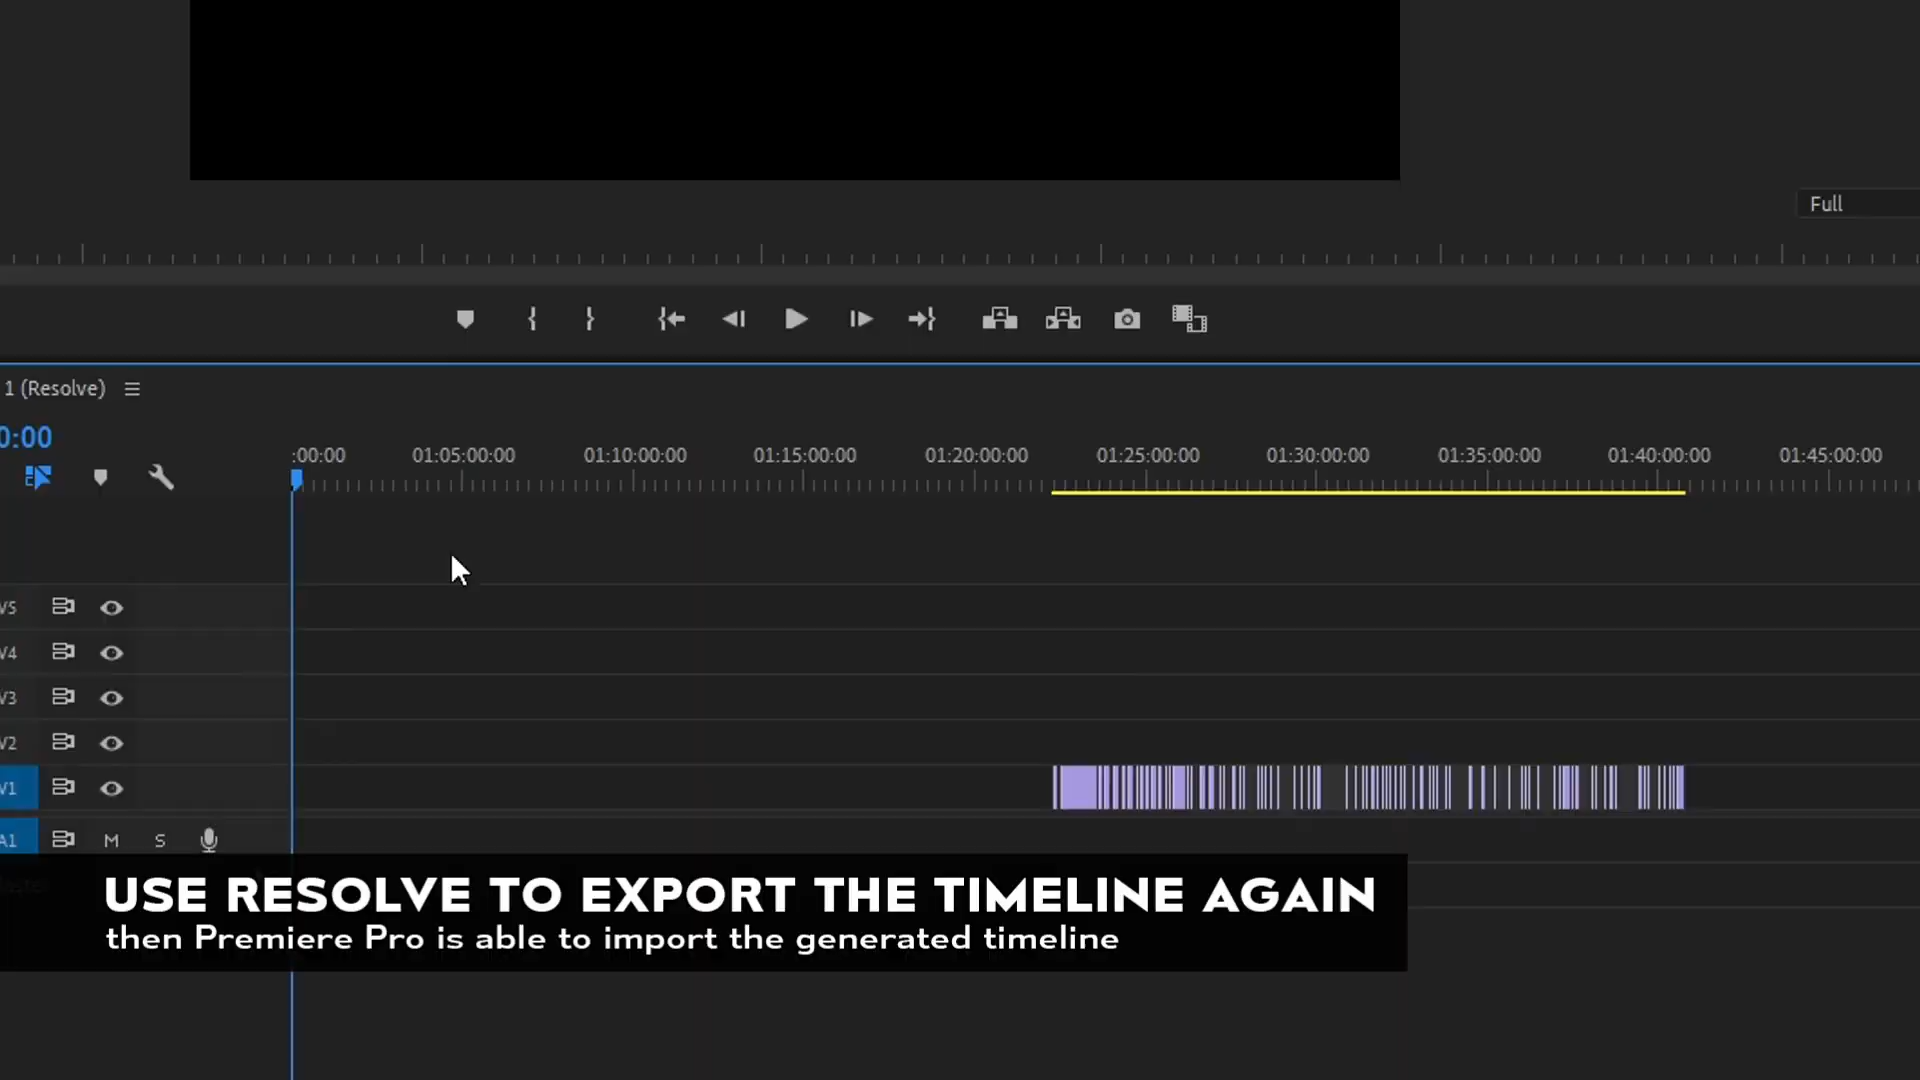 Full
1 (Resolve)
0:00
:00:00 01:05:00:00 01:10:00:00 01:15:00:00 01:20:00:00 01:25:00:00 01:30:00:00 01:35:00:00 01:40:00:00 01:45:00:00
V5
V4
V3
V2
V1
A1 M S
USE RESOLVE TO EXPORT THE TIMELINE AGAIN
then Premiere Pro is able to import the generated timeline